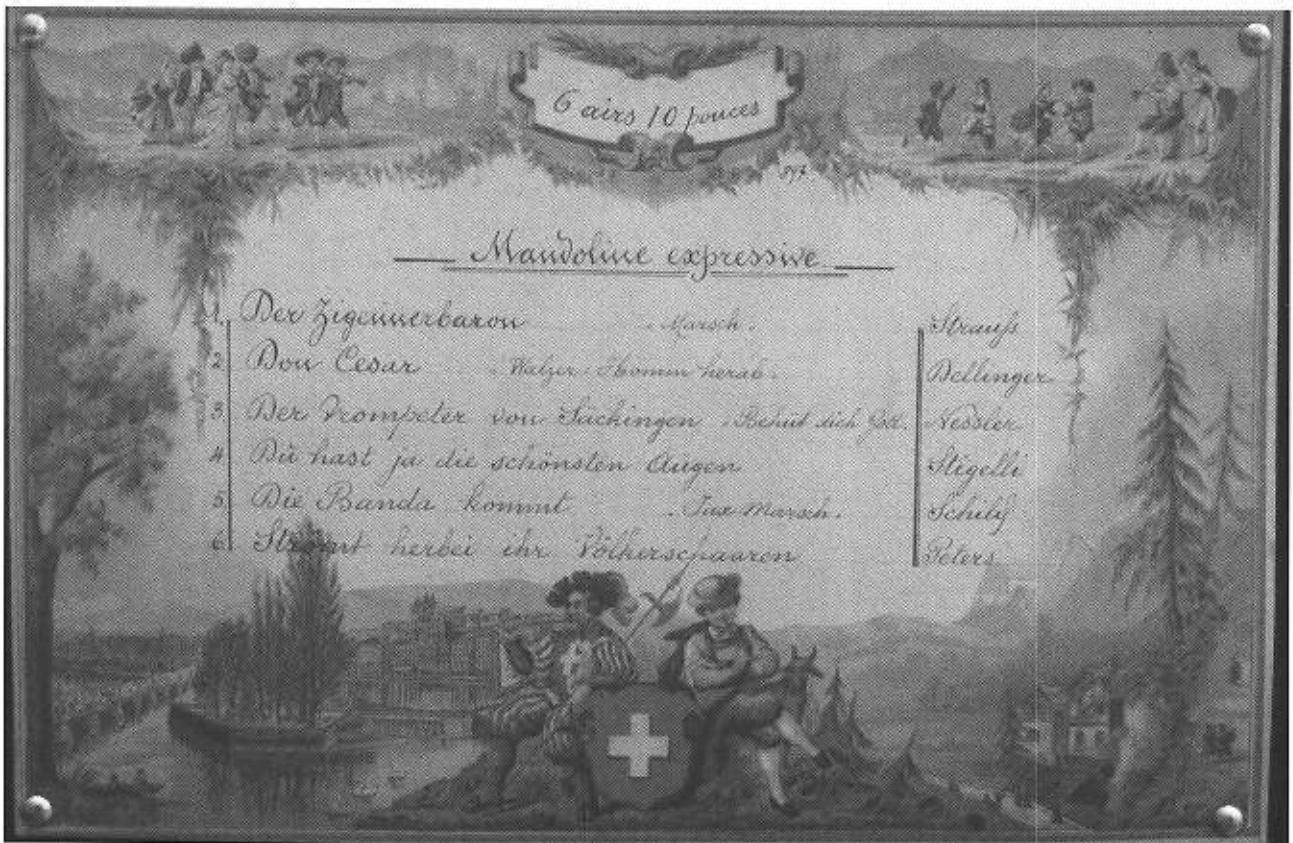 6 airs 10 pouces
Mandoline expressive
1. Der Zigeunerbaron . Marsch. Strauß
2. Don Cesar . Walzer Komm herab. Dellinger
3. Der Trompeter von Säckingen . Behüt dich Gott. Nessler
4. Du hast ja die schönsten Augen Stigelli
5. Die Banda kommt . Marsch. Schild
6. Strömt herbei ihr Völkerschaaren Peters